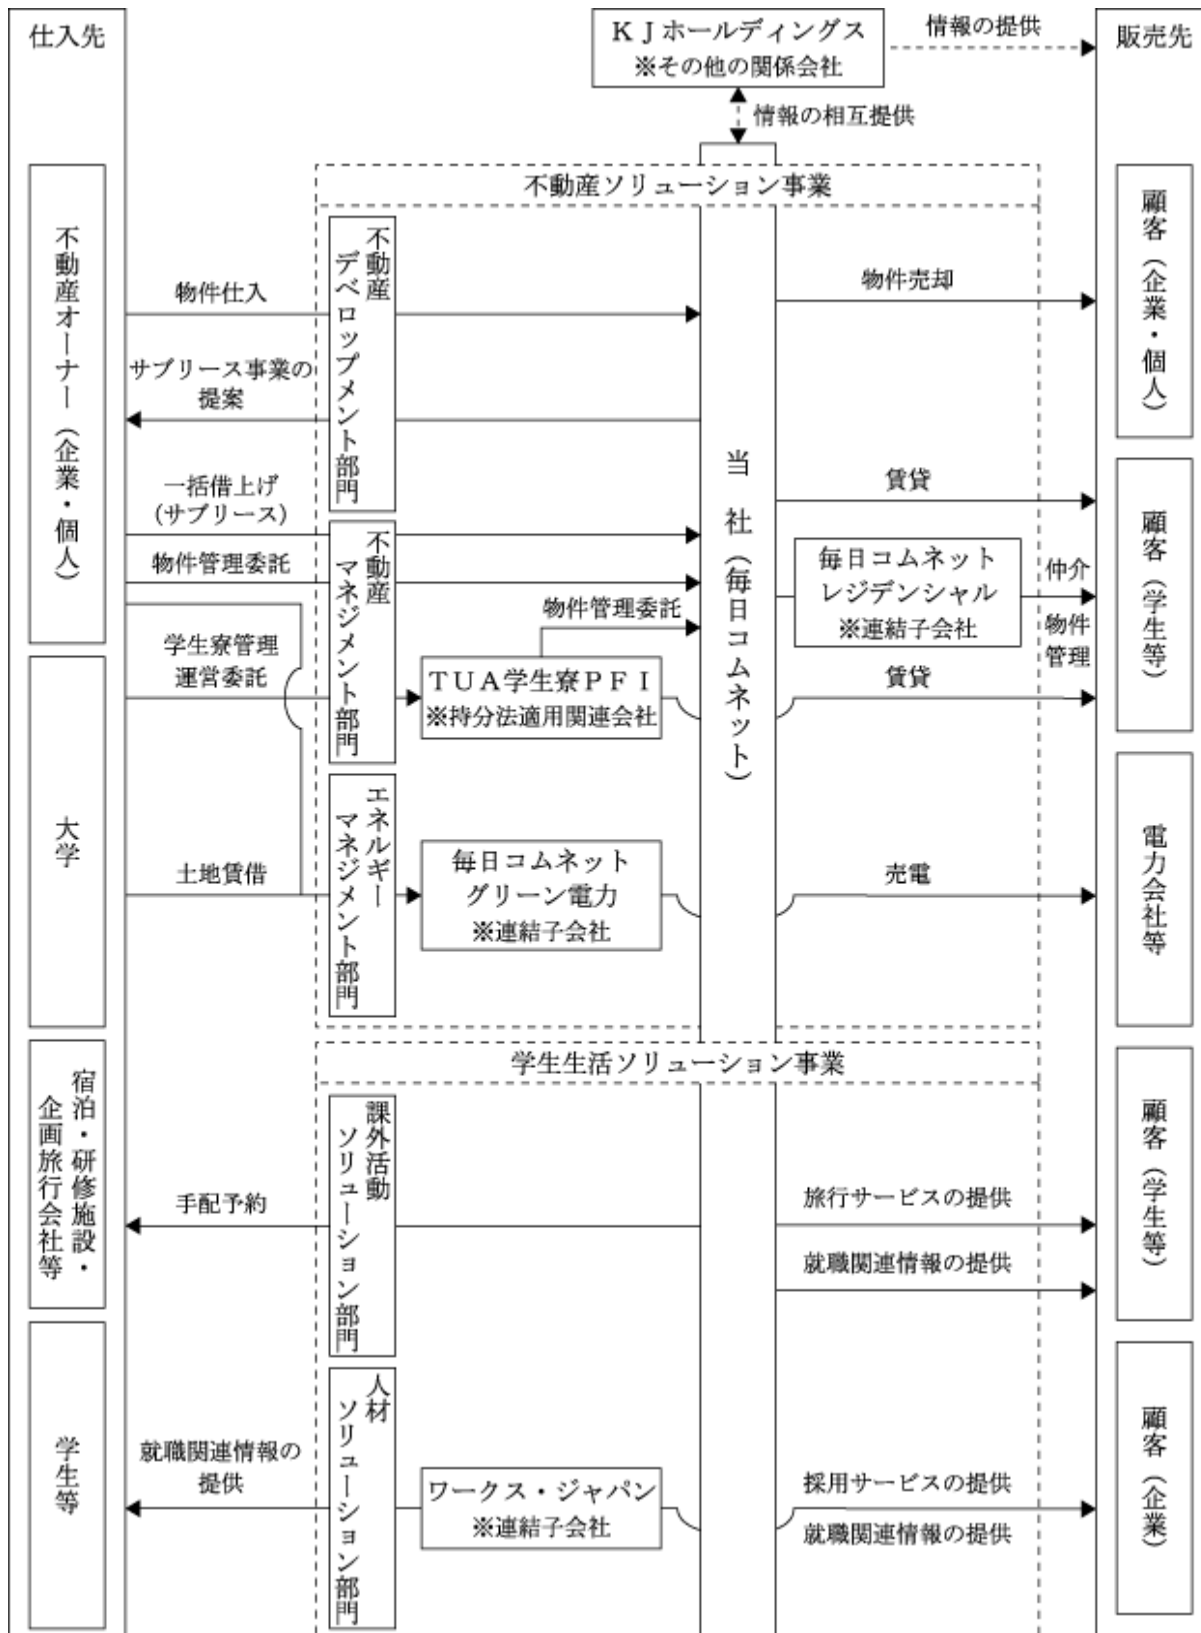 仕入先
ＫＪホールディングス
※その他の関係会社
情報の提供
販売先
情報の相互提供
不動産ソリューション事業
不動産オーナー（企業・個人）
不動産
デベロップメント部門
物件仕入
物件売却
顧客（企業・個人）
サブリース事業の
提案
当社（毎日コムネット）
一括借上げ
（サブリース）
賃貸
顧客（学生等）
不動産
マネジメント部門
物件管理委託
物件管理委託
毎日コムネット
レジデンシャル
※連結子会社
仲介
物件
管理
学生寮管理
運営委託
ＴＵＡ学生寮ＰＦＩ
※持分法適用関連会社
賃貸
大学
エネルギー
マネジメント部門
土地賃借
毎日コムネット
グリーン電力
※連結子会社
売電
電力会社等
学生生活ソリューション事業
宿泊・研修施設・
企画旅行会社等
課外活動
ソリューション部門
手配予約
旅行サービスの提供
就職関連情報の提供
顧客（学生等）
学生等
人材
ソリューション部門
就職関連情報の
提供
ワークス・ジャパン
※連結子会社
採用サービスの提供
就職関連情報の提供
顧客（企業）